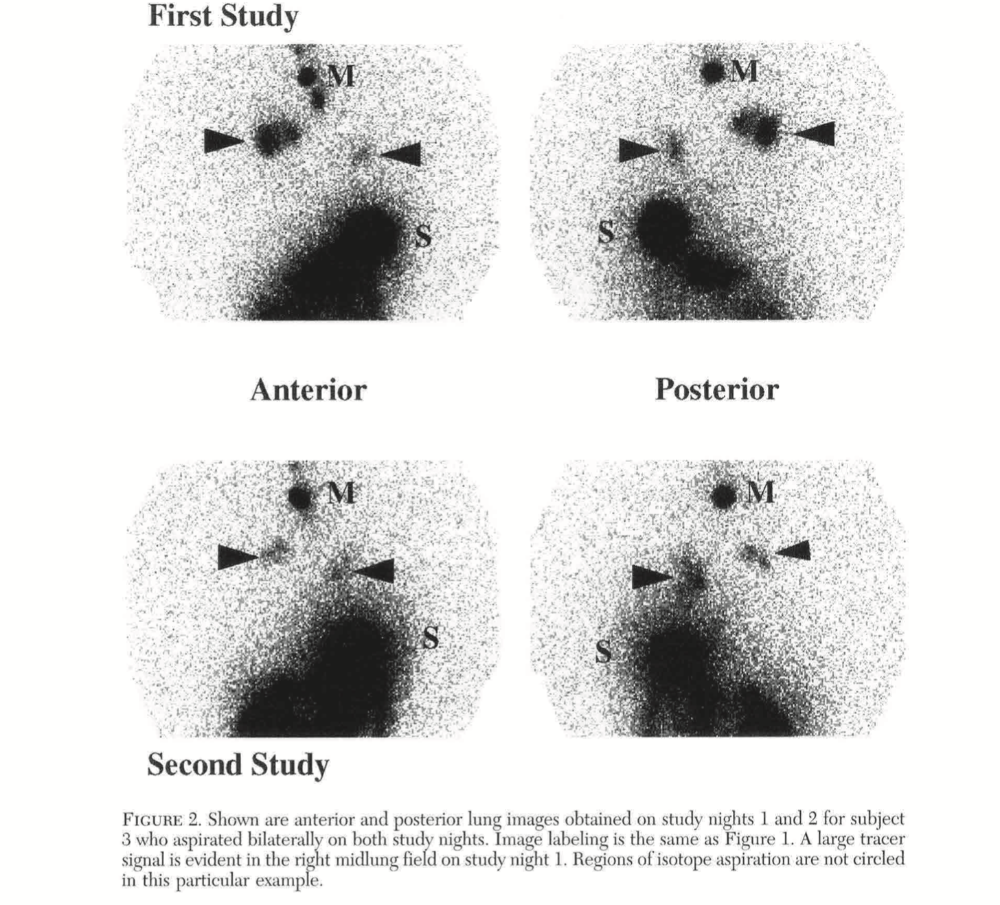 First Study
M
M
S
S
Anterior
Posterior
M
M
S
S
Second Study
FIGURE 2. Shown are anterior and posterior lung images obtained on study nights 1 and 2 for subject
3 who aspirated bilaterally on both study nights. Image labeling is the same as Figure 1. A large tracer
signal is evident in the right midlung field on study night 1. Regions of isotope aspiration are not circled
in this particular example.